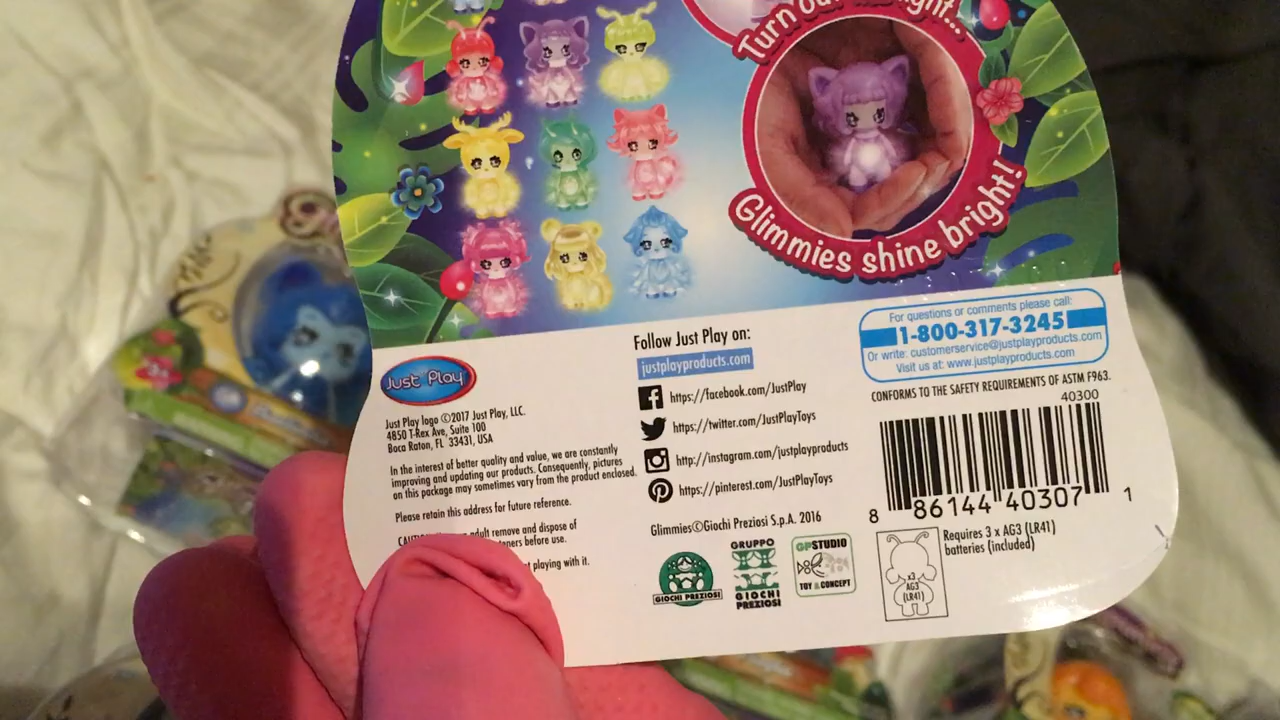 Turn out
Glimmies shine bright!
Follow Just Play on:
justplayproducts.com
https://facebook.com/JustPlay
https://twitter.com/JustPlayToys
http://instagram.com/justplayproducts
https://pinterest.com/JustPlayToys
Glimmies©Giochi Preziosi S.p.A. 2016
GIOCHI PREZIOSI
GRUPPO
GIOCHI
PREZIOSI
GPSTUDIO
TOY & CONCEPT
Just Play
Just Play logo ©2017 Just Play, LLC.
4850 T-Rex Ave, Suite 100
Boca Raton, FL 33431, USA
In the interest of better quality and value, we are constantly
improving and updating our products. Consequently, pictures
on this package may sometimes vary from the product enclosed.
Please retain this address for future reference.
adult remove and dispose of
before use.
playing with it.
For questions or comments please call:
1-800-317-3245
Or write: customerservice@justplayproducts.com
Visit us at: www.justplayproducts.com
CONFORMS TO THE SAFETY REQUIREMENTS OF ASTM F963.
40300
8 86144 40307 1
x3
AG3
(LR41)
Requires 3 x AG3 (LR41)
batteries (included)